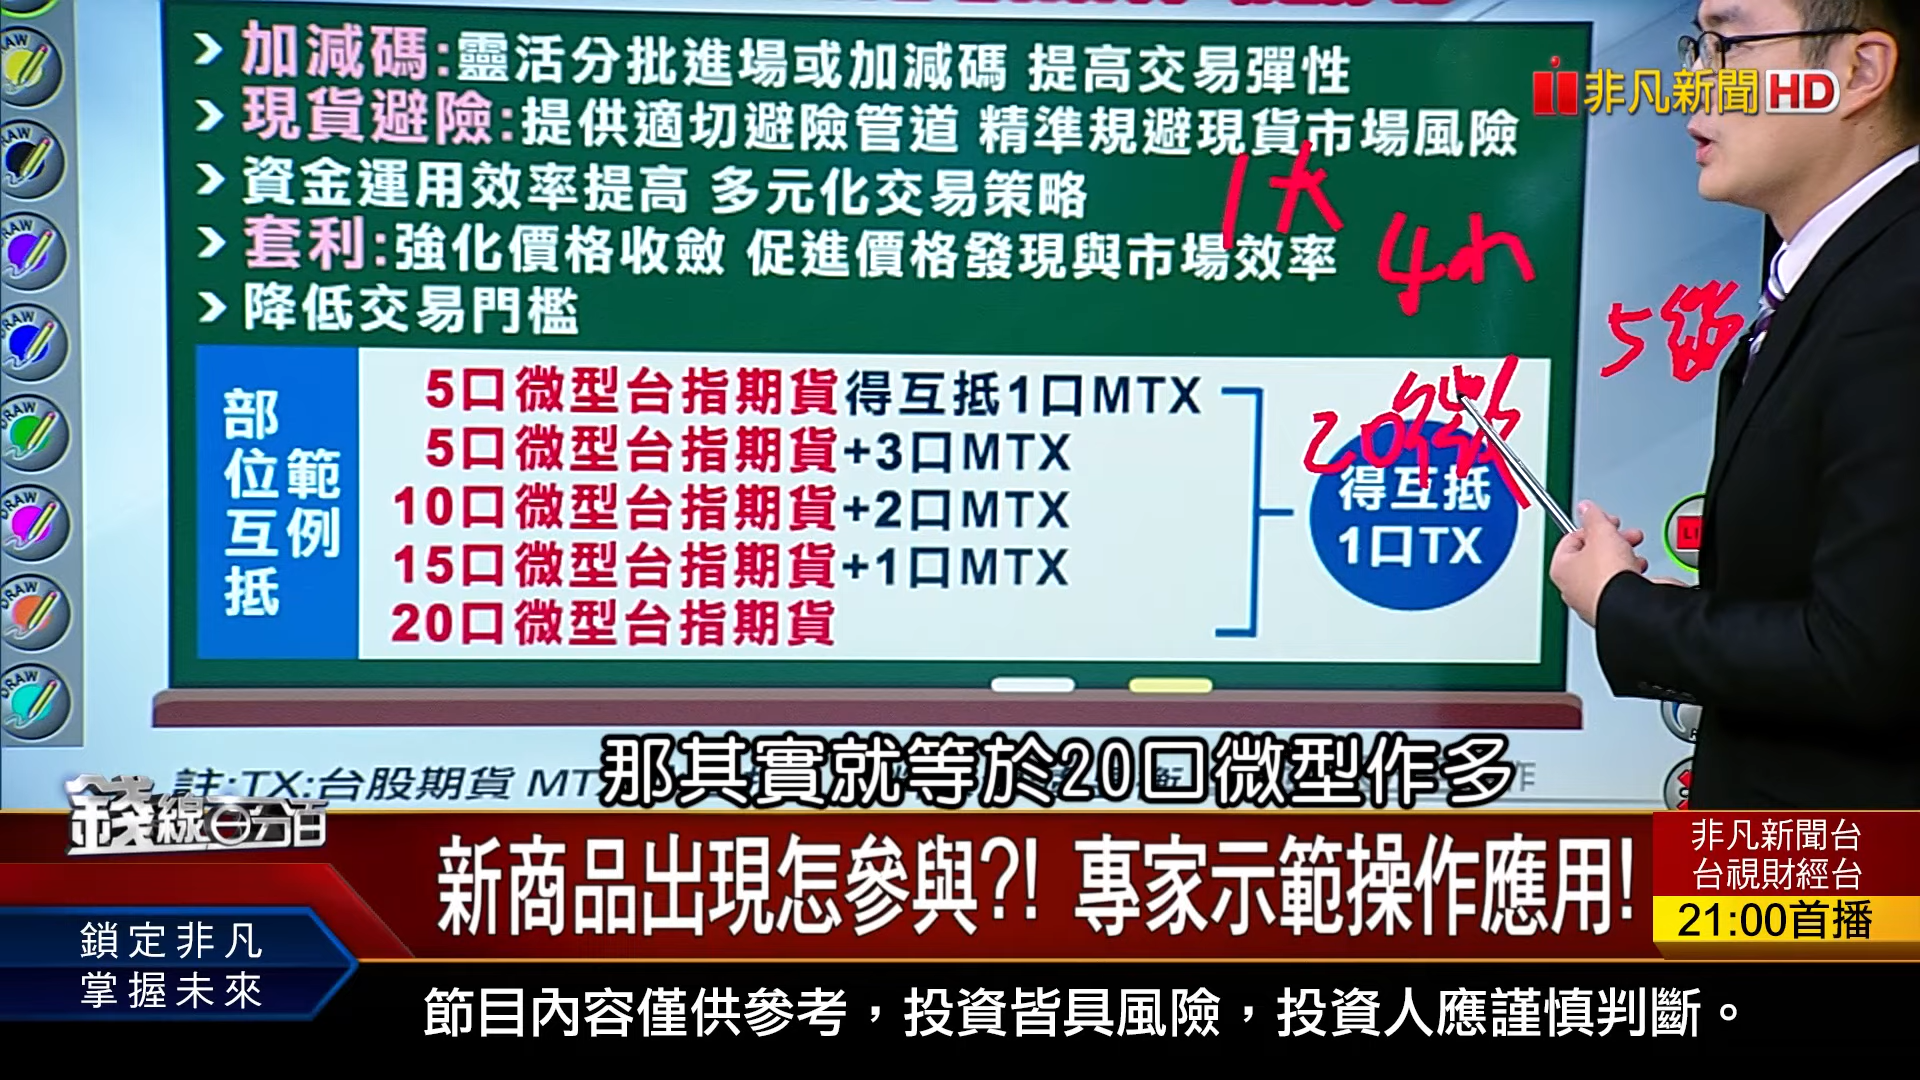 加減碼:靈活分批進場或加減碼 提高交易彈性
現貨避險:提供適切避險管道 精準規避現貨市場風險
資金運用效率提高 多元化交易策略
套利:強化價格收斂 促進價格發現與市場效率
降低交易門檻
非凡新聞HD
1大
4小
20微
部位互抵
範例
5口微型台指期貨得互抵1口MTX
5口微型台指期貨+3口MTX
10口微型台指期貨+2口MTX
15口微型台指期貨+1口MTX
20口微型台指期貨
得互抵
1口TX
DRAW
DRAW
DRAW
DRAW
DRAW
DRAW
DRAW
註:TX:台股期貨 MT
那其實就等於20口微型作多
錢線百分百
新商品出現怎參與?! 專家示範操作應用!
非凡新聞台
台視財經台
21:00首播
鎖定非凡
掌握未來
節目內容僅供參考，投資皆具風險，投資人應謹慎判斷。